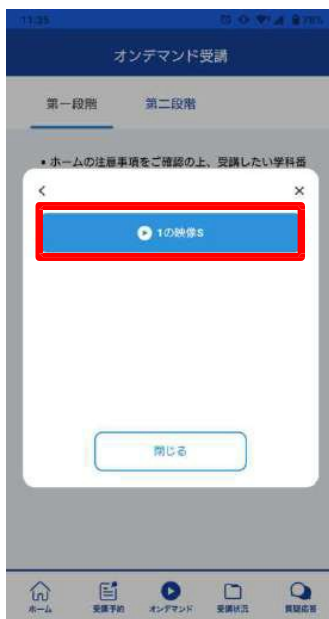 11:35
78%
オンデマンド受講
第一段階 第二段階
• ホームの注意事項をご確認の上、受講したい学科番
1の映像S
閉じる
ホーム 受講予約 オンデマンド 受講状況 質疑応答